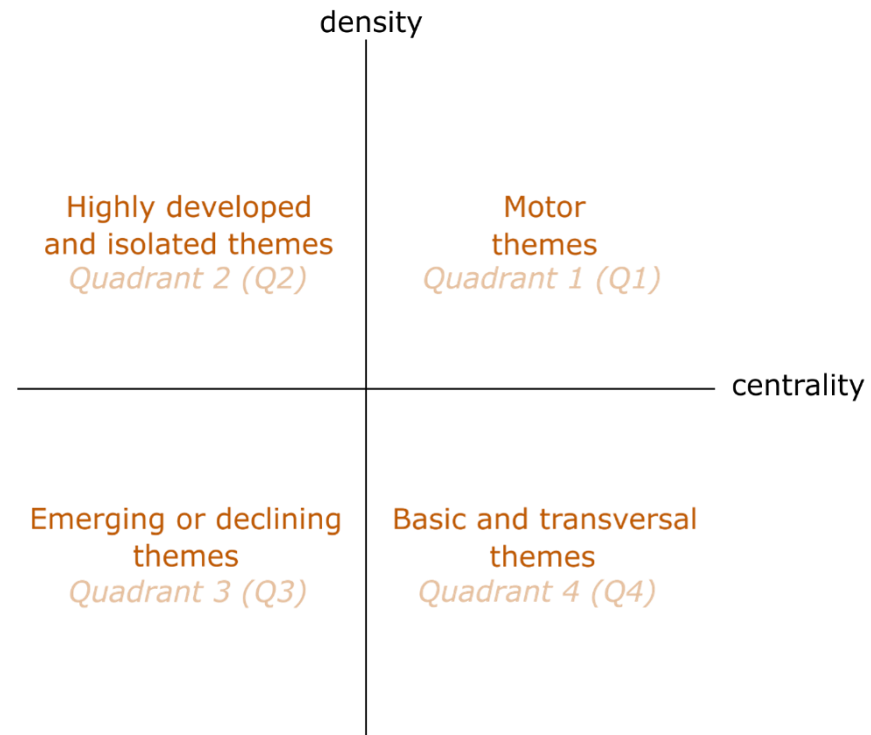 density
Highly developed
and isolated themes
Quadrant 2 (Q2)
Motor
themes
Quadrant 1 (Q1)
centrality
Emerging or declining
themes
Quadrant 3 (Q3)
Basic and transversal
themes
Quadrant 4 (Q4)